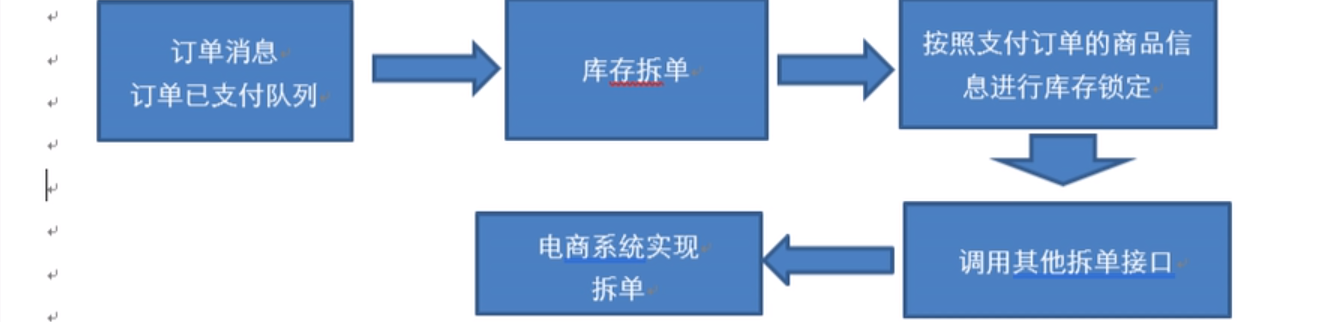 订单消息
订单已支付队列
库存拆单
按照支付订单的商品信
息进行库存锁定
电商系统实现
拆单
调用其他拆单接口